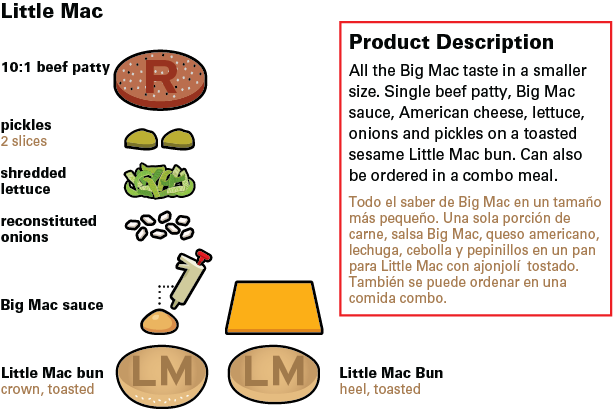 Little Mac
10:1 beef patty
R
pickles
2 slices
shredded
lettuce
reconstituted
onions
Big Mac sauce
Little Mac bun
crown, toasted
LM
LM
Little Mac Bun
heel, toasted
Product Description
All the Big Mac taste in a smaller
size. Single beef patty, Big Mac
sauce, American cheese, lettuce,
onions and pickles on a toasted
sesame Little Mac bun. Can also
be ordered in a combo meal.
Todo el saber de Big Mac en un tamaño
más pequeño. Una sola porción de
carne, salsa Big Mac, queso americano,
lechuga, cebolla y pepinillos en un pan
para Little Mac con ajonjolí tostado.
También se puede ordenar en una
comida combo.